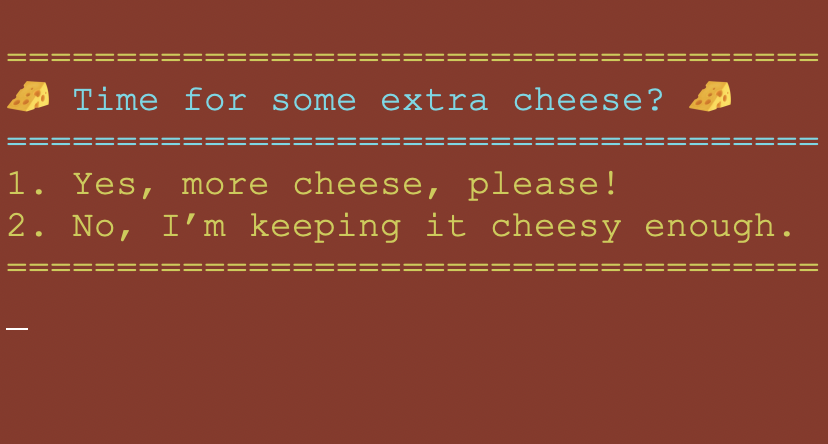 =====================================
🧀 Time for some extra cheese? 🧀
=====================================
1. Yes, more cheese, please!
2. No, I’m keeping it cheesy enough.
=====================================
_